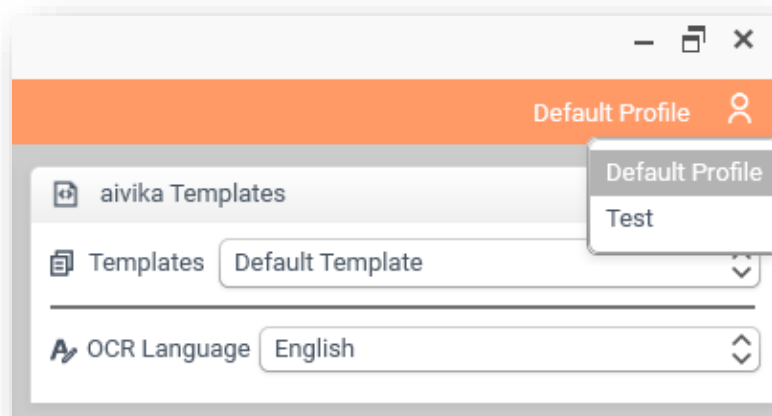 Default Profile
Default Profile
Test
aivika Templates
Templates Default Template
OCR Language English